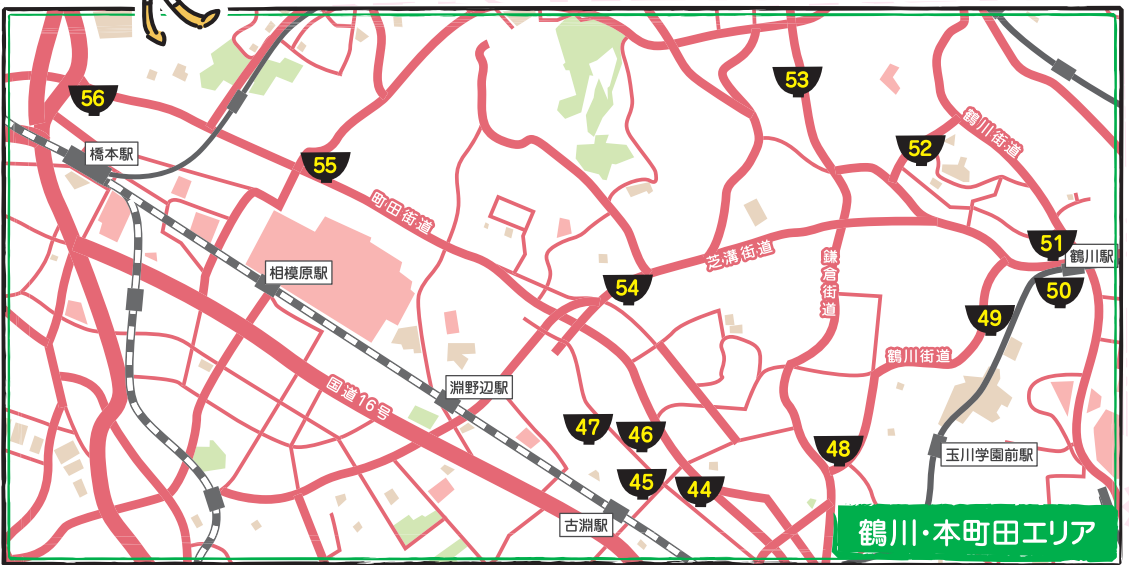 53
56
鶴川街道
52
橋本駅
55
町田街道
51
芝溝街道
鶴川駅
相模原駅
鎌倉街道
54
50
49
鶴川街道
国道16号
淵野辺駅
47
46
48
玉川学園前駅
45
44
古淵駅
鶴川・本町田エリア